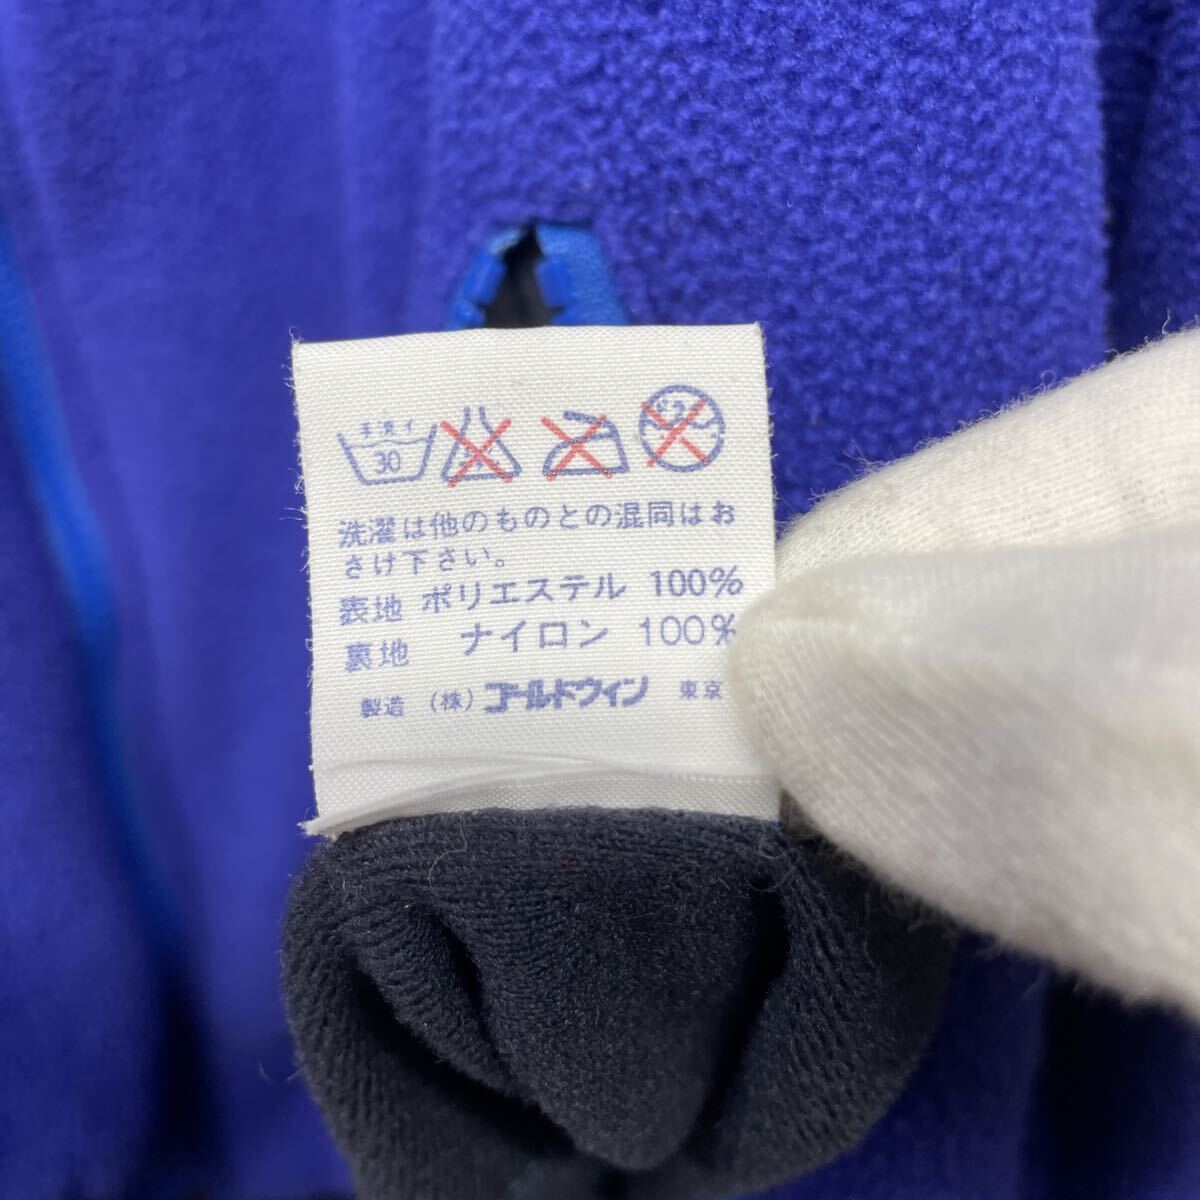 手洗イ
30
洗濯は他のものとの混同はお
さけ下さい。
表地 ポリエステル 100%
裏地 ナイロン 100%
製造 (株)ゴールドウイン 東京